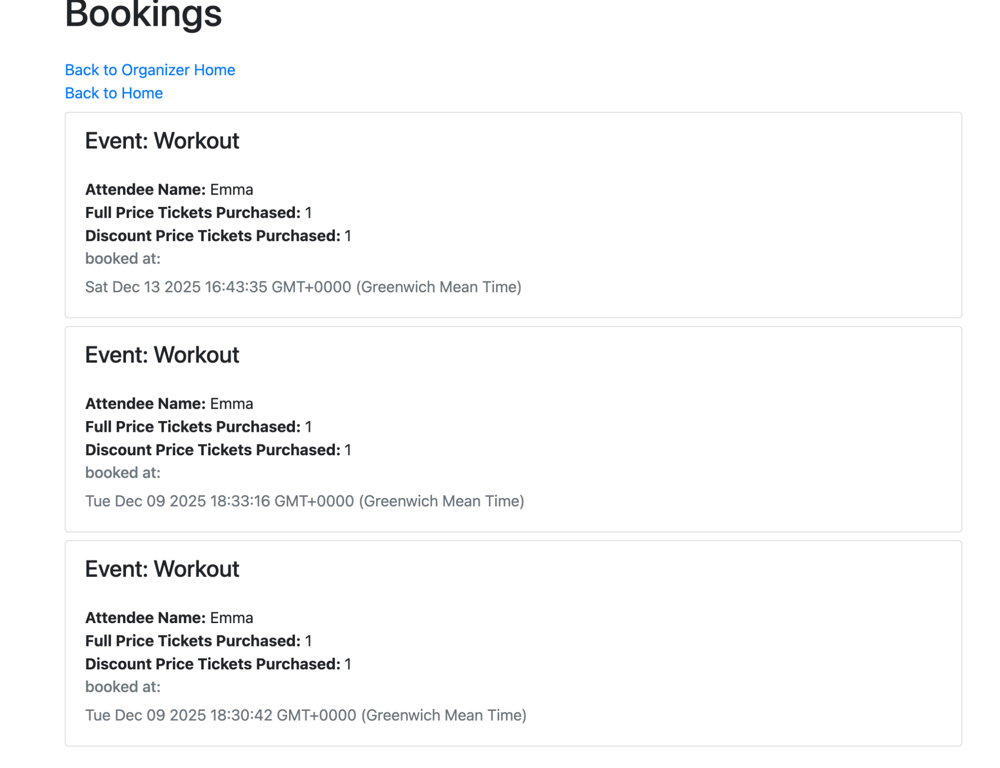 Bookings
Back to Organizer Home
Back to Home
Event: Workout
Attendee Name: Emma
Full Price Tickets Purchased: 1
Discount Price Tickets Purchased: 1
booked at:
Sat Dec 13 2025 16:43:35 GMT+0000 (Greenwich Mean Time)
Event: Workout
Attendee Name: Emma
Full Price Tickets Purchased: 1
Discount Price Tickets Purchased: 1
booked at:
Tue Dec 09 2025 18:33:16 GMT+0000 (Greenwich Mean Time)
Event: Workout
Attendee Name: Emma
Full Price Tickets Purchased: 1
Discount Price Tickets Purchased: 1
booked at:
Tue Dec 09 2025 18:30:42 GMT+0000 (Greenwich Mean Time)